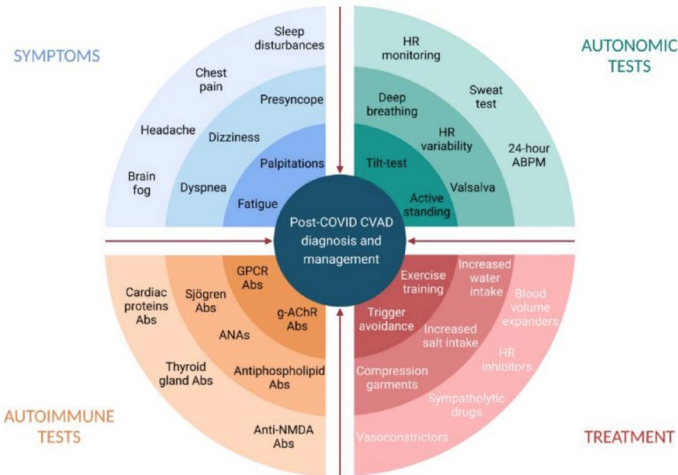 SYMPTOMS
Sleep
disturbances
Chest
pain
Headache
Brain
fog
Presyncope
Dizziness
Dyspnea
Palpitations
Fatigue
AUTONOMIC
TESTS
HR
monitoring
Sweat
test
24-hour
ABPM
Deep
breathing
HR
variability
Valsalva
Tilt-test
Active
standing
Post-COVID CVAD
diagnosis and
management
AUTOIMMUNE
TESTS
GPCR
Abs
g-AChR
Abs
Sjögren
Abs
ANAs
Antiphospholipid
Abs
Cardiac
proteins
Abs
Thyroid
gland Abs
Anti-NMDA
Abs
TREATMENT
Exercise
training
Trigger
avoidance
Increased
water
intake
Increased
salt intake
Compression
garments
Blood
volume
expanders
HR
inhibitors
Sympatholytic
drugs
Vasoconstrictors